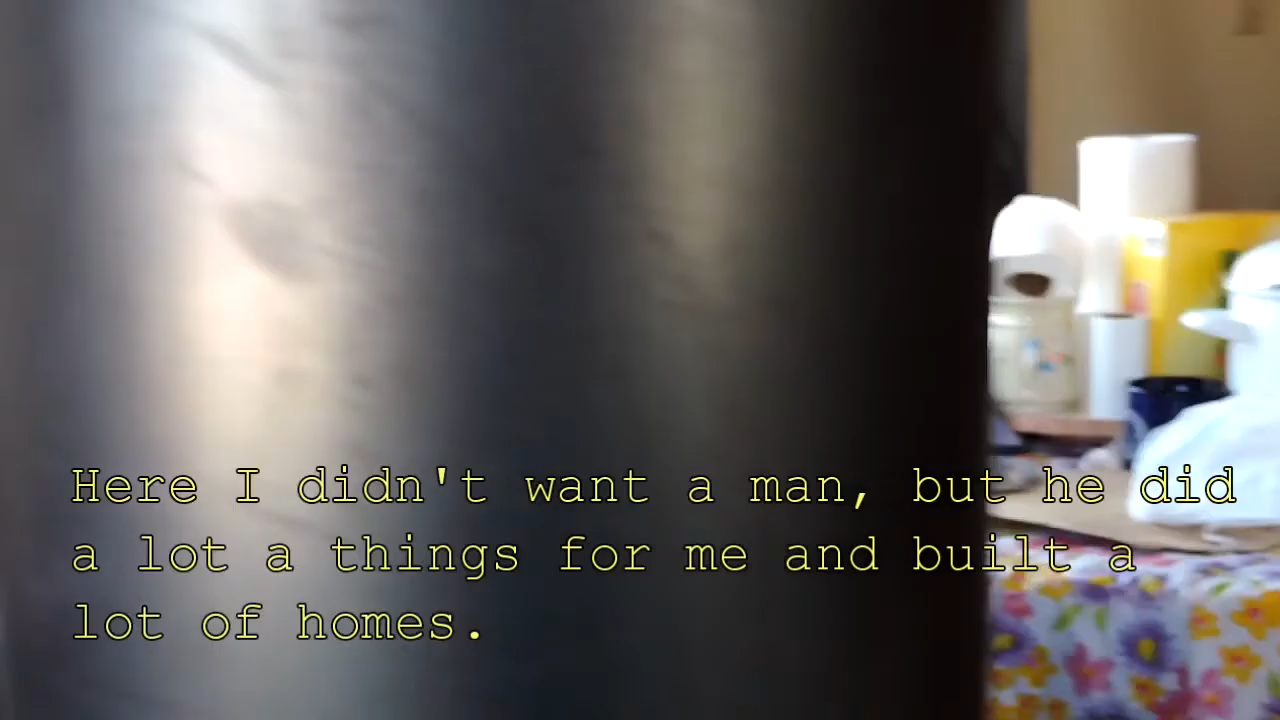 Here I didn't want a man, but he did
a lot a things for me and built a
lot of homes.